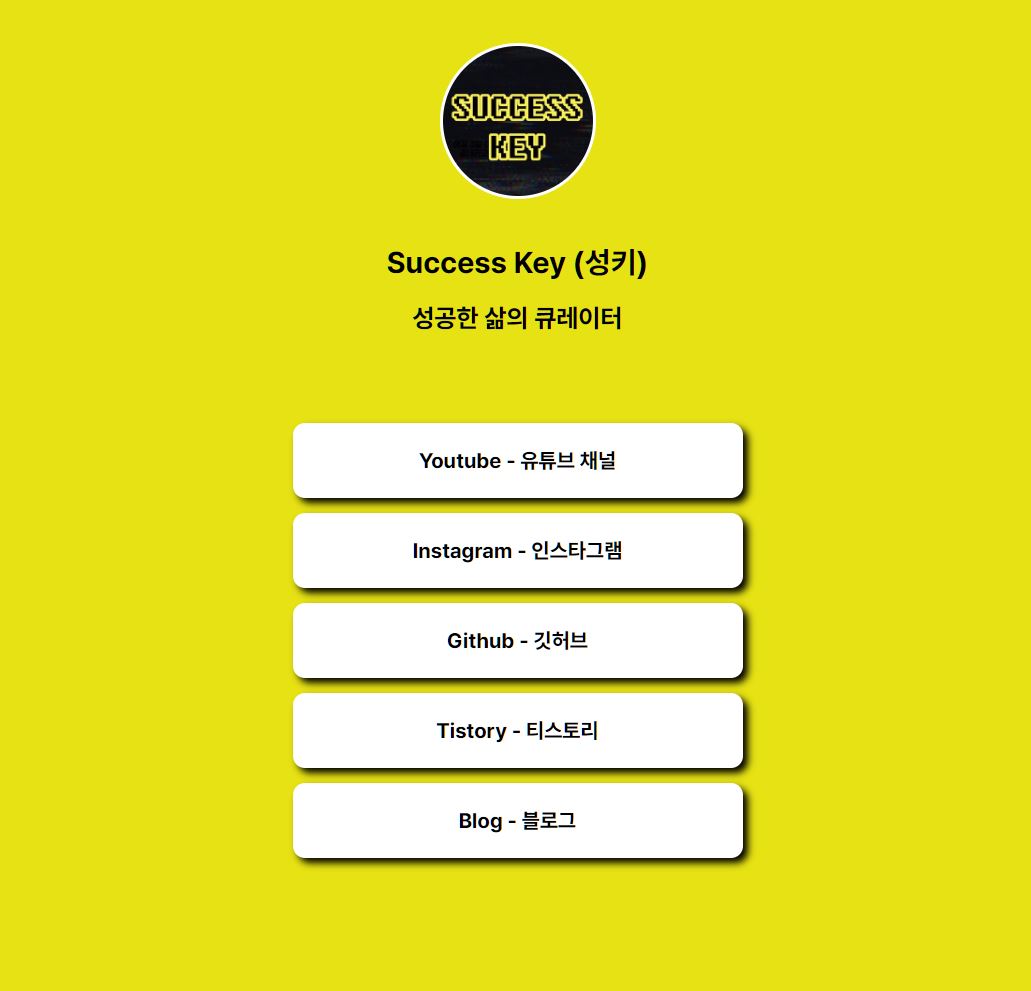 SUCCESS
KEY
Success Key (성키)
성공한 삶의 큐레이터
Youtube - 유튜브 채널
Instagram - 인스타그램
Github - 깃허브
Tistory - 티스토리
Blog - 블로그